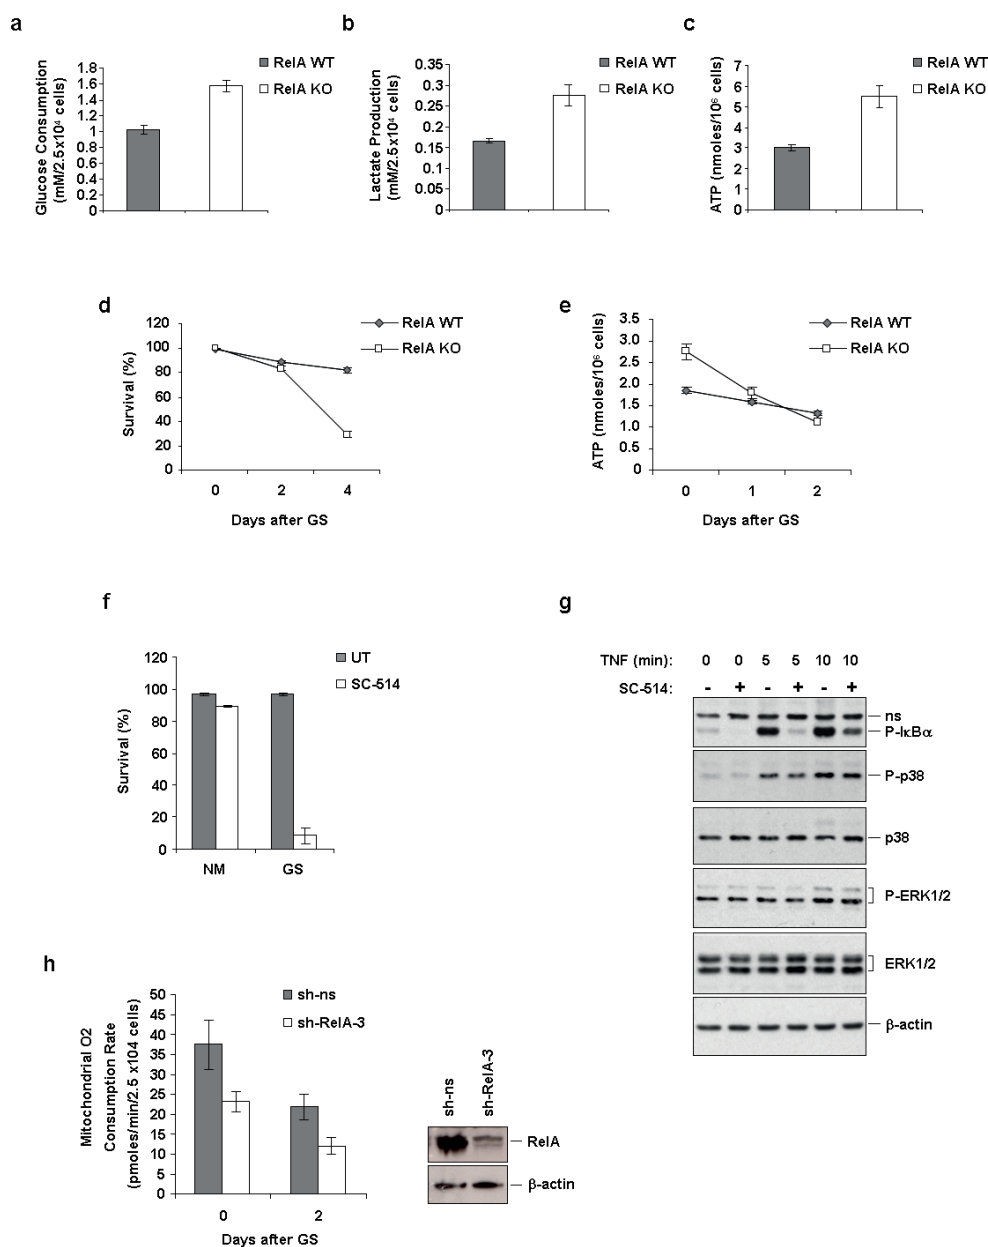 a
Glucose Consumption
(mM/2.5x10⁴ cells)
1.8
1.6
1.4
1.2
1
0.8
0.6
0.4
0.2
0
RelA WT
RelA KO
b
Lactate Production
(mM/2.5x10⁴ cells)
0.35
0.3
0.25
0.2
0.15
0.1
0.05
0
RelA WT
RelA KO
c
ATP (nmoles/10⁶ cells)
7
6
5
4
3
2
1
0
RelA WT
RelA KO
d
Survival (%)
120
100
80
60
40
20
0
0 2 4
Days after GS
RelA WT
RelA KO
e
ATP (nmoles/10⁶ cells)
3.5
3.0
2.5
2.0
1.5
1.0
0.5
0
0 1 2
Days after GS
RelA WT
RelA KO
f
Survival (%)
120
100
80
60
40
20
0
NM GS
UT
SC-514
g
TNF (min): 0 0 5 5 10 10
SC-514: - + - + - +
ns
P-IκBα
P-p38
p38
P-ERK1/2
ERK1/2
β-actin
h
Mitochondrial O2
Consumption Rate
(pmoles/min/2.5 x104 cells)
50
45
40
35
30
25
20
15
10
5
0
0 2
Days after GS
sh-ns
sh-RelA-3
sh-ns
sh-RelA-3
RelA
β-actin